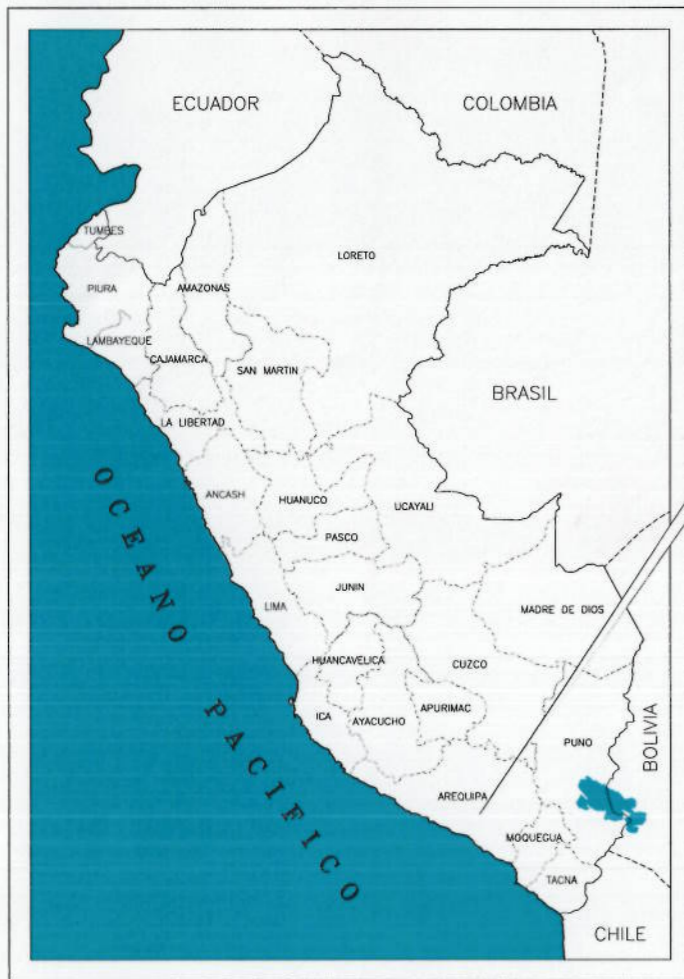 ECUADOR
COLOMBIA
TUMBES
LORETO
PIURA
AMAZONAS
LAMBAYEQUE
CAJAMARCA
SAN MARTIN
BRASIL
LA LIBERTAD
ANCASH
HUANUCO
UCAYALI
PASCO
JUNIN
LIMA
MADRE DE DIOS
HUANCAVELICA
CUZCO
ICA
AYACUCHO
APURIMAC
PUNO
BOLIVIA
AREQUIPA
MOQUEGUA
TACNA
CHILE
OCEANO PACIFICO